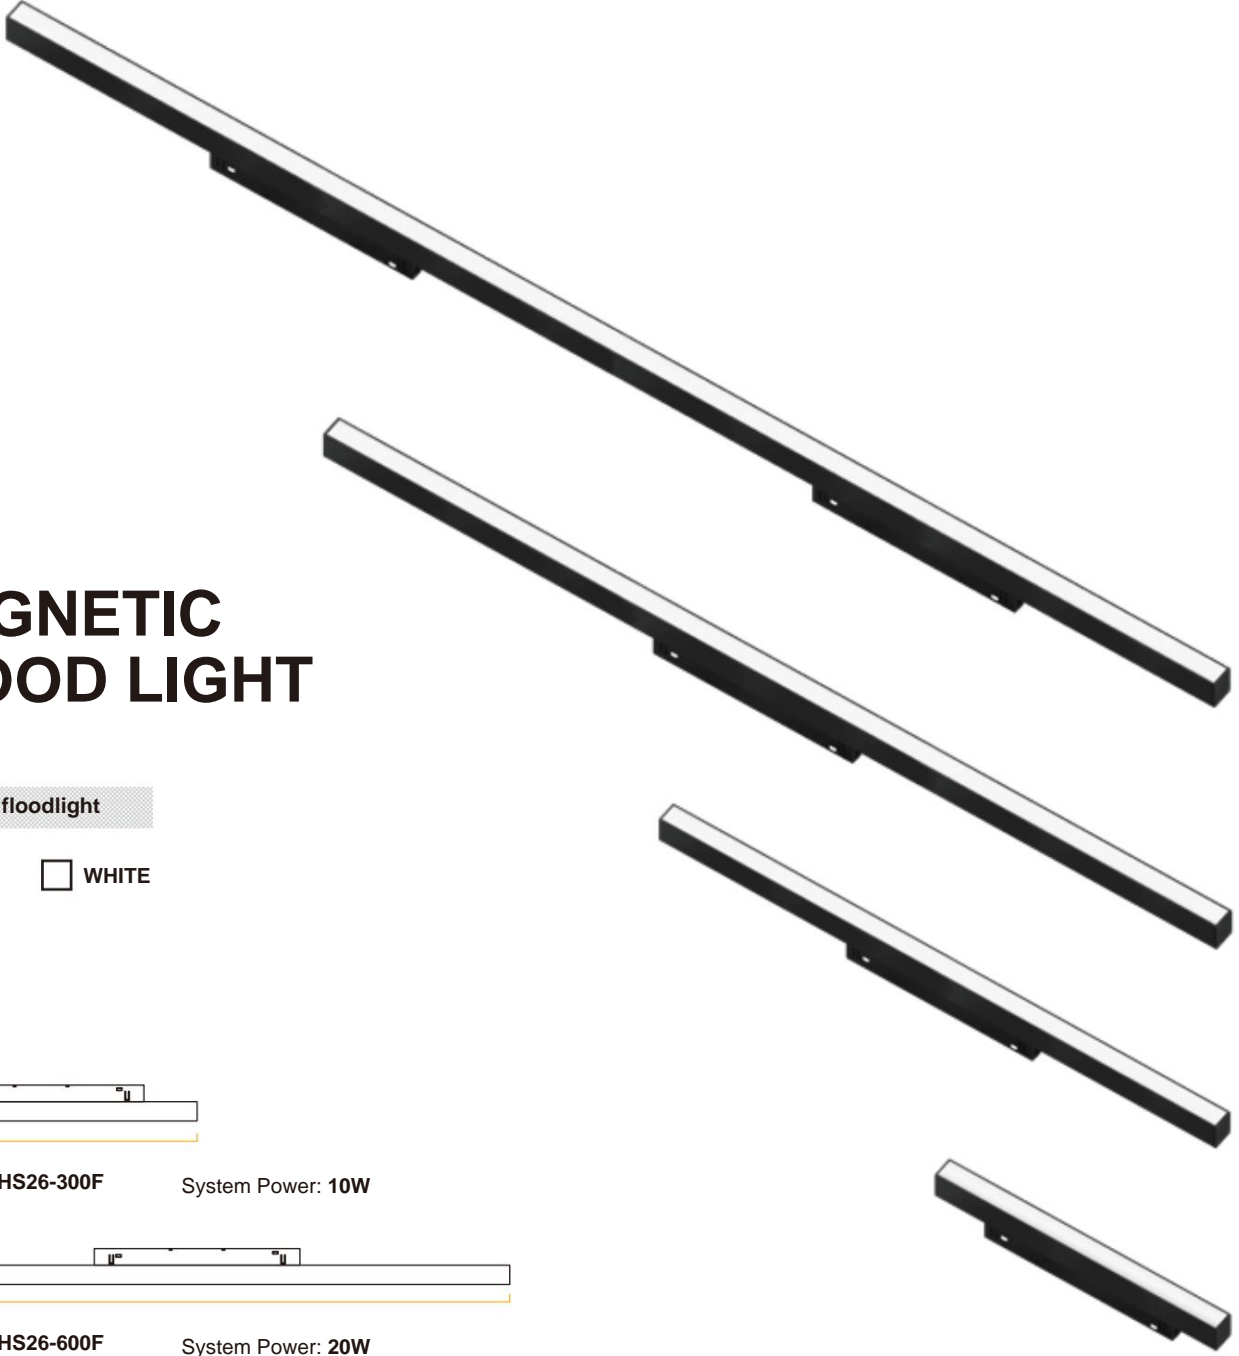 GNETIC
OOD LIGHT
floodlight
WHITE
HS26-300F System Power: 10W
HS26-600F System Power: 20W